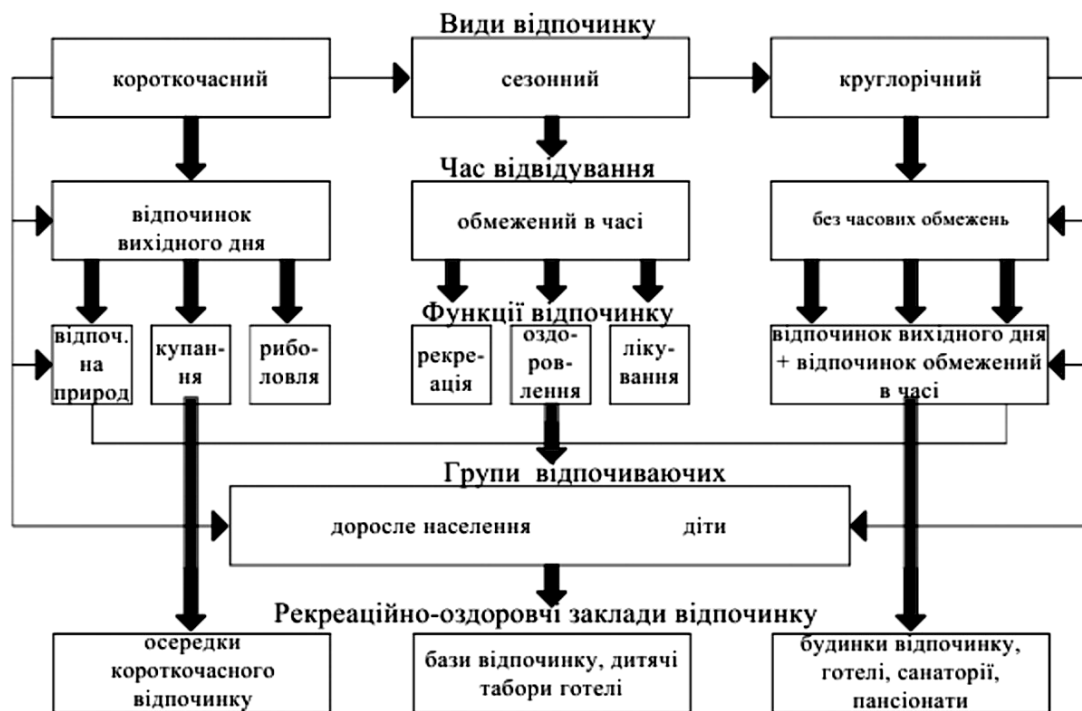 Види відпочинку
короткочасний
сезонний
круглорічний
Час відвідування
відпочинок
вихідного дня
обмежений в часі
без часових обмежень
Функції відпочинку
відпоч.
на
природ
купан-
ня
рибо-
ловля
рекре-
ація
оздо-
ров-
лення
ліку-
вання
відпочинок вихідного дня
+ відпочинок обмежений
в часі
Групи відпочиваючих
доросле населення
діти
Рекреаційно-оздоровчі заклади відпочинку
осередки
короткочасного
відпочинку
бази відпочинку, дитячі
табори готелі
будинки відпочинку,
готелі, санаторії,
пансіонати